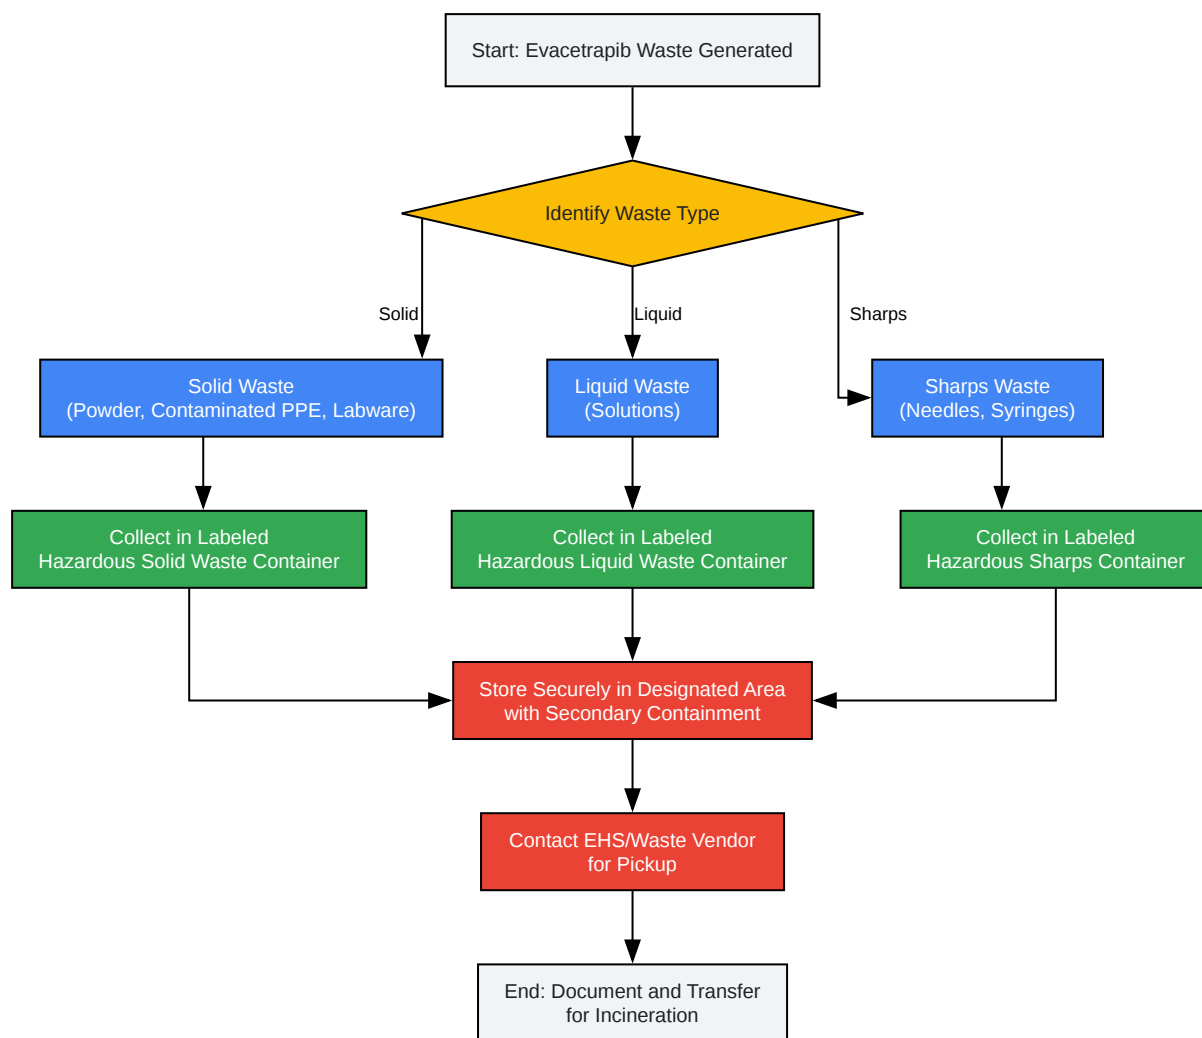 Start: Evacetrapib Waste Generated
Identify Waste Type
Solid
Liquid
Sharps
Solid Waste
(Powder, Contaminated PPE, Labware)
Liquid Waste
(Solutions)
Sharps Waste
(Needles, Syringes)
Collect in Labeled
Hazardous Solid Waste Container
Collect in Labeled
Hazardous Liquid Waste Container
Collect in Labeled
Hazardous Sharps Container
Store Securely in Designated Area
with Secondary Containment
Contact EHS/Waste Vendor
for Pickup
End: Document and Transfer
for Incineration